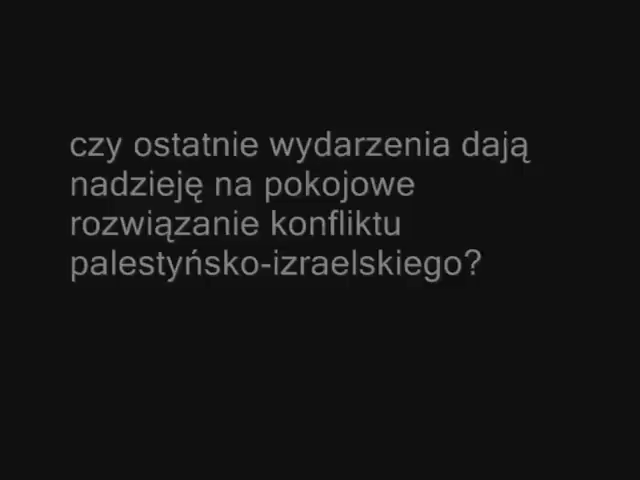 czy ostatnie wydarzenia dają
nadzieję na pokojowe
rozwiązanie konfliktu
palestyńsko-izraelskiego?